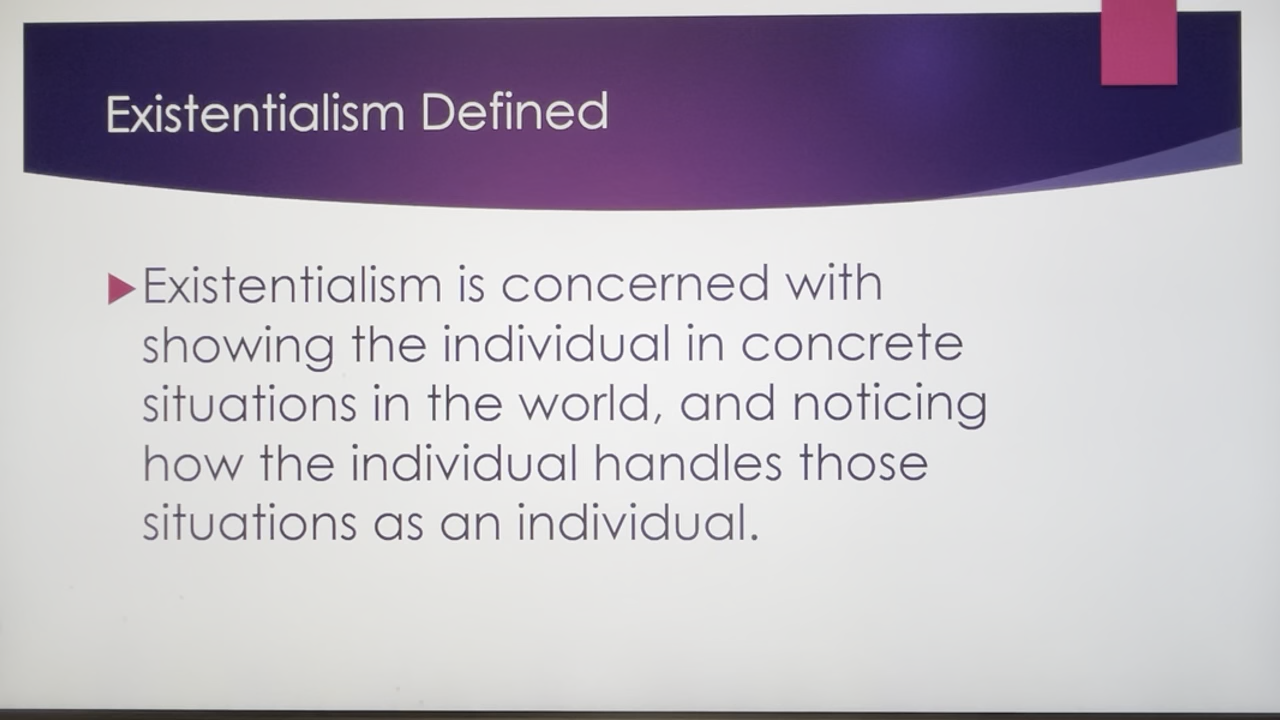 Existentialism Defined
Existentialism is concerned with
showing the individual in concrete
situations in the world, and noticing
how the individual handles those
situations as an individual.